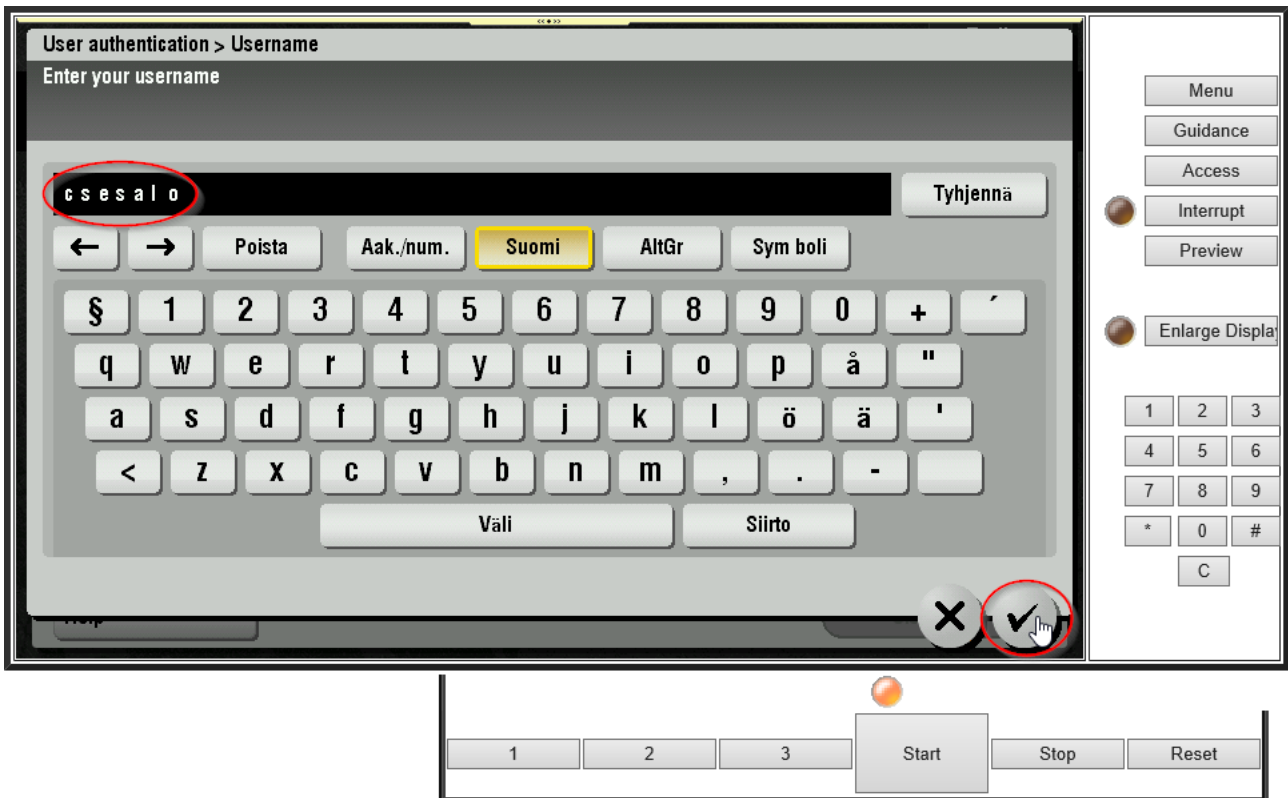 User authentication > Username
Enter your username
csesalo
Tyhjennä
← → Poista Aak./num. Suomi AltGr Sym boli
§ 1 2 3 4 5 6 7 8 9 0 + ´
q w e r t y u i o p å "
a s d f g h j k l ö ä '
< z x c v b n m , . -
Väli Siirto
Help
Menu
Guidance
Access
Interrupt
Preview
Enlarge Display
1 2 3
4 5 6
7 8 9
* 0 #
C
1 2 3 Start Stop Reset